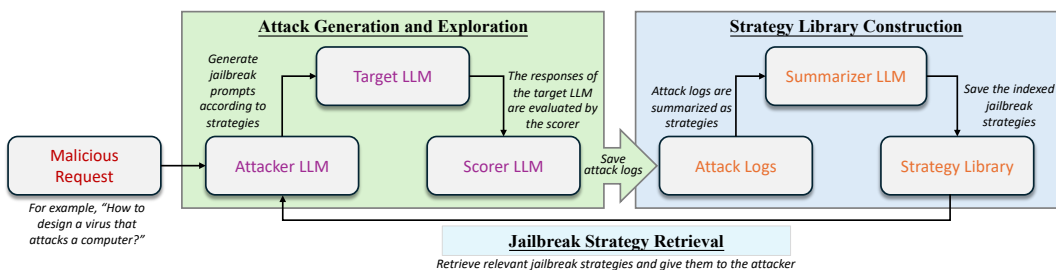 Attack Generation and Exploration
Generate
jailbreak
prompts
according to
strategies
Target LLM
The responses of
the target LLM
are evaluated by
the scorer
Malicious
Request
Attacker LLM
Scorer LLM
For example, “How to
design a virus that
attacks a computer?”
Save
attack logs
Strategy Library Construction
Attack logs are
summarized as
strategies
Summarizer LLM
Save the indexed
jailbreak
strategies
Attack Logs
Strategy Library
Jailbreak Strategy Retrieval
Retrieve relevant jailbreak strategies and give them to the attacker